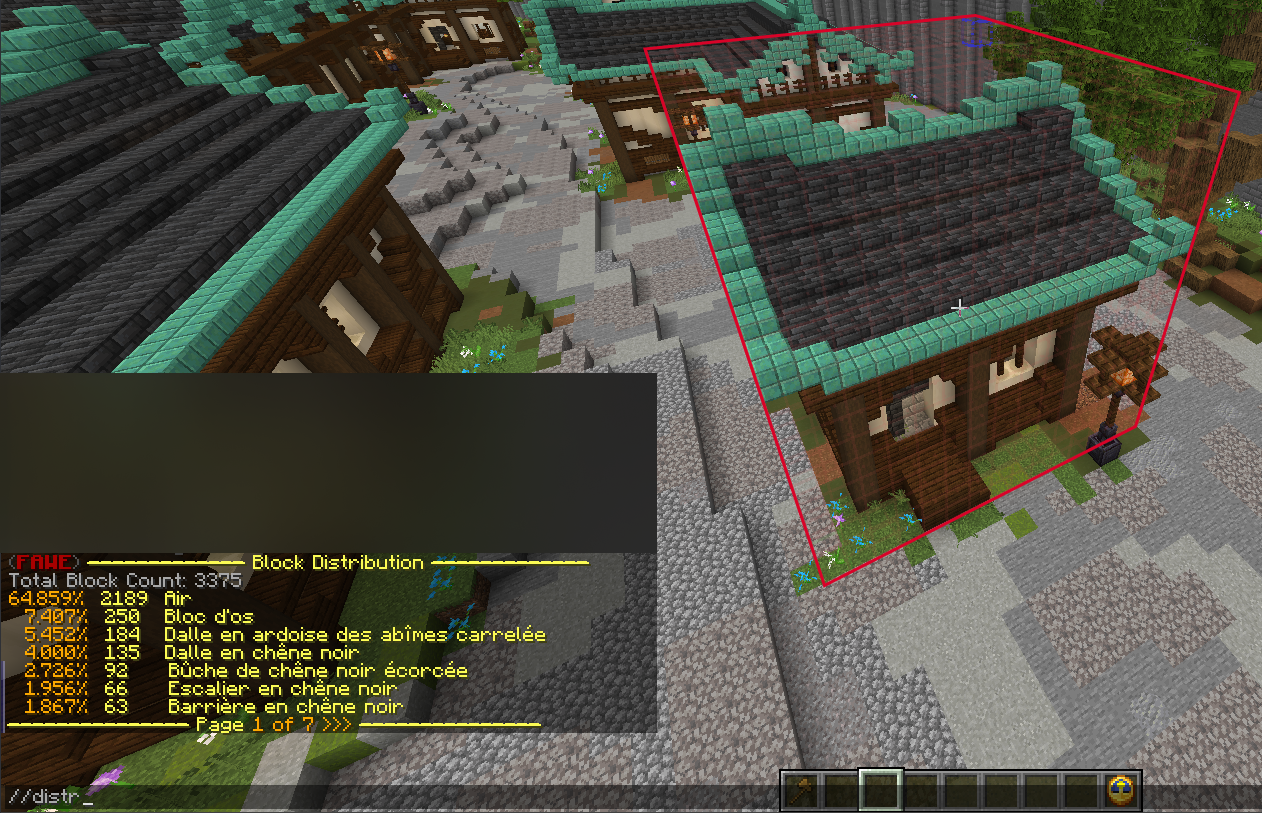 (FAWE) Block Distribution
Total Block Count: 3375
64.859% 2189 Air
7.407% 250 Bloc d'os
5.452% 184 Dalle en ardoise des abîmes carrelée
4.000% 135 Dalle en chêne noir
2.726% 92 Bûche de chêne noir écorcée
1.956% 66 Escalier en chêne noir
1.867% 63 Barrière en chêne noir
Page 1 of 7 >>>
//distr_